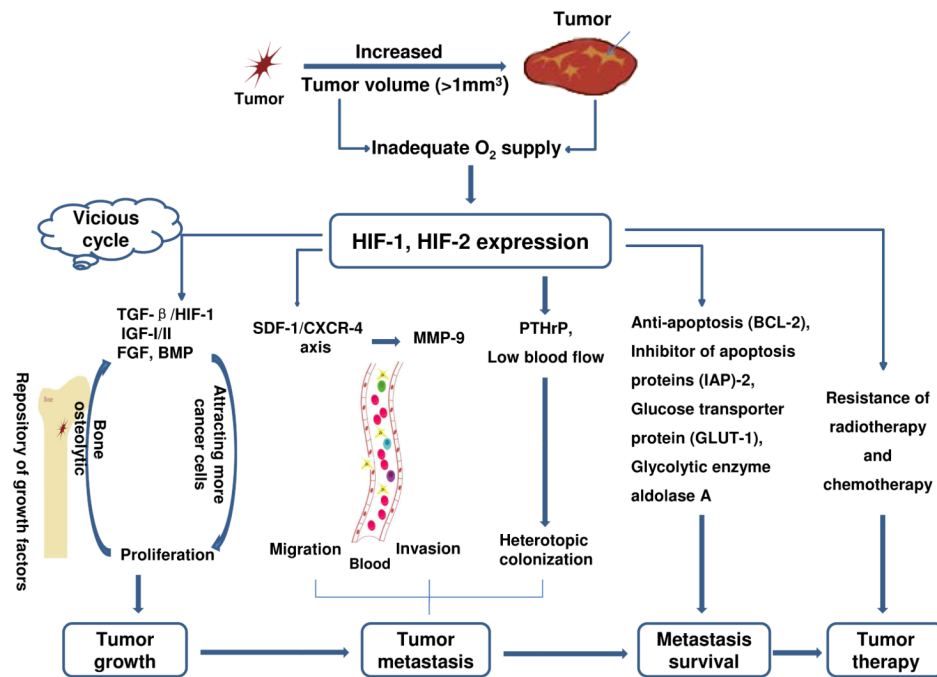 Tumor
Increased
Tumor volume (>1mm³)
Tumor
Inadequate O₂ supply
Vicious
cycle
HIF-1, HIF-2 expression
TGF- β/HIF-1
IGF-I/II
FGF, BMP
SDF-1/CXCR-4
axis
MMP-9
PTHrP,
Low blood flow
Anti-apoptosis (BCL-2),
Inhibitor of apoptosis
proteins (IAP)-2,
Glucose transporter
protein (GLUT-1),
Glycolytic enzyme
aldolase A
Resistance of
radiotherapy
and
chemotherapy
Repository of growth factors
Bone
osteolytic
Attracting more
cancer cells
Proliferation
Migration
Blood
Invasion
Heterotopic
colonization
Tumor
growth
Tumor
metastasis
Metastasis
survival
Tumor
therapy